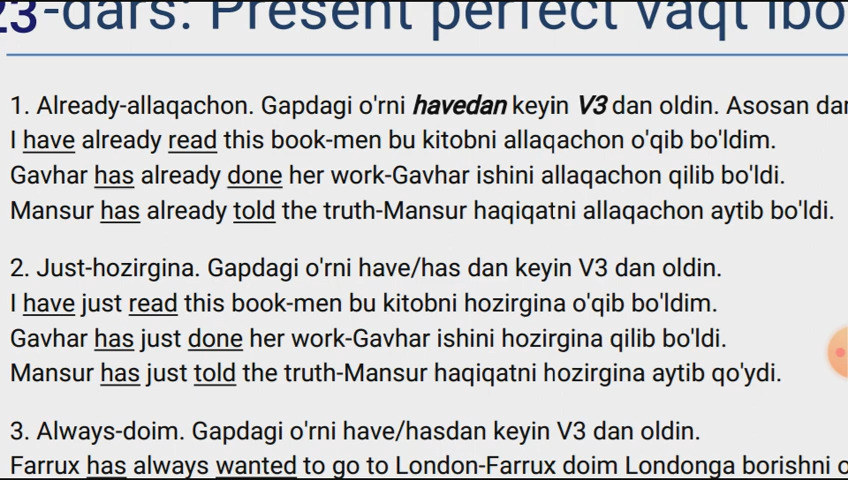 23-dars: Present perfect vaqt ibo
1. Already-allaqachon. Gapdagi o'rni havedan keyin V3 dan oldin. Asosan dar
I have already read this book-men bu kitobni allaqachon o'qib bo'ldim.
Gavhar has already done her work-Gavhar ishini allaqachon qilib bo'ldi.
Mansur has already told the truth-Mansur haqiqatni allaqachon aytib bo'ldi.
2. Just-hozirgina. Gapdagi o'rni have/has dan keyin V3 dan oldin.
I have just read this book-men bu kitobni hozirgina o'qib bo'ldim.
Gavhar has just done her work-Gavhar ishini hozirgina qilib bo'ldi.
Mansur has just told the truth-Mansur haqiqatni hozirgina aytib qo'ydi.
3. Always-doim. Gapdagi o'rni have/hasdan keyin V3 dan oldin.
Farrux has always wanted to go to London-Farrux doim Londonga borishni o